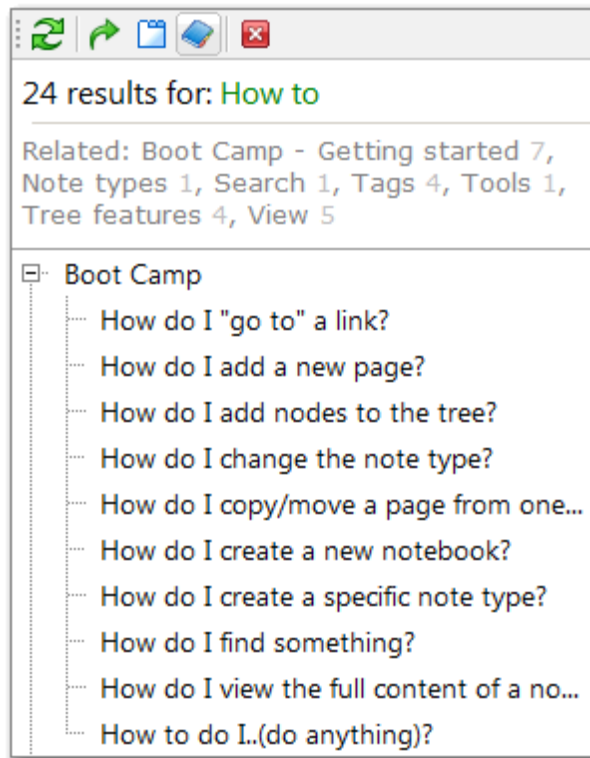 24 results for: How to
Related: Boot Camp - Getting started 7,
Note types 1, Search 1, Tags 4, Tools 1,
Tree features 4, View 5
Boot Camp
How do I "go to" a link?
How do I add a new page?
How do I add nodes to the tree?
How do I change the note type?
How do I copy/move a page from one...
How do I create a new notebook?
How do I create a specific note type?
How do I find something?
How do I view the full content of a no...
How to do I..(do anything)?